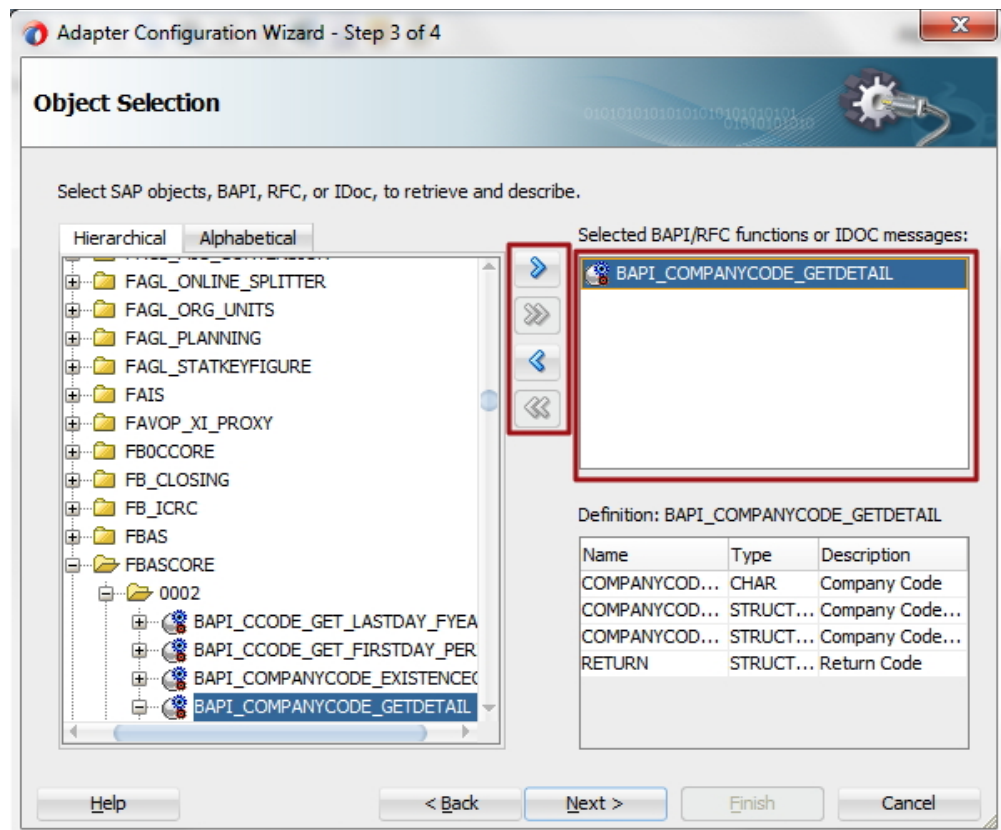 Adapter Configuration Wizard - Step 3 of 4
Object Selection
Select SAP objects, BAPI, RFC, or IDoc, to retrieve and describe.
Hierarchical Alphabetical
FAGL_ONLINE_SPLITTER
FAGL_ORG_UNITS
FAGL_PLANNING
FAGL_STATKEYFIGURE
FAIS
FAVOP_XI_PROXY
FB0CCORE
FB_CLOSING
FB_ICRC
FBAS
FBASCORE
0002
BAPI_CCODE_GET_LASTDAY_FYEA
BAPI_CCODE_GET_FIRSTDAY_PER
BAPI_COMPANYCODE_EXISTENCEC
BAPI_COMPANYCODE_GETDETAIL
Selected BAPI/RFC functions or IDOC messages:
BAPI_COMPANYCODE_GETDETAIL
Definition: BAPI_COMPANYCODE_GETDETAIL
Name Type Description
COMPANYCOD... CHAR Company Code
COMPANYCOD... STRUCT... Company Code...
COMPANYCOD... STRUCT... Company Code...
RETURN STRUCT... Return Code
Help < Back Next > Finish Cancel